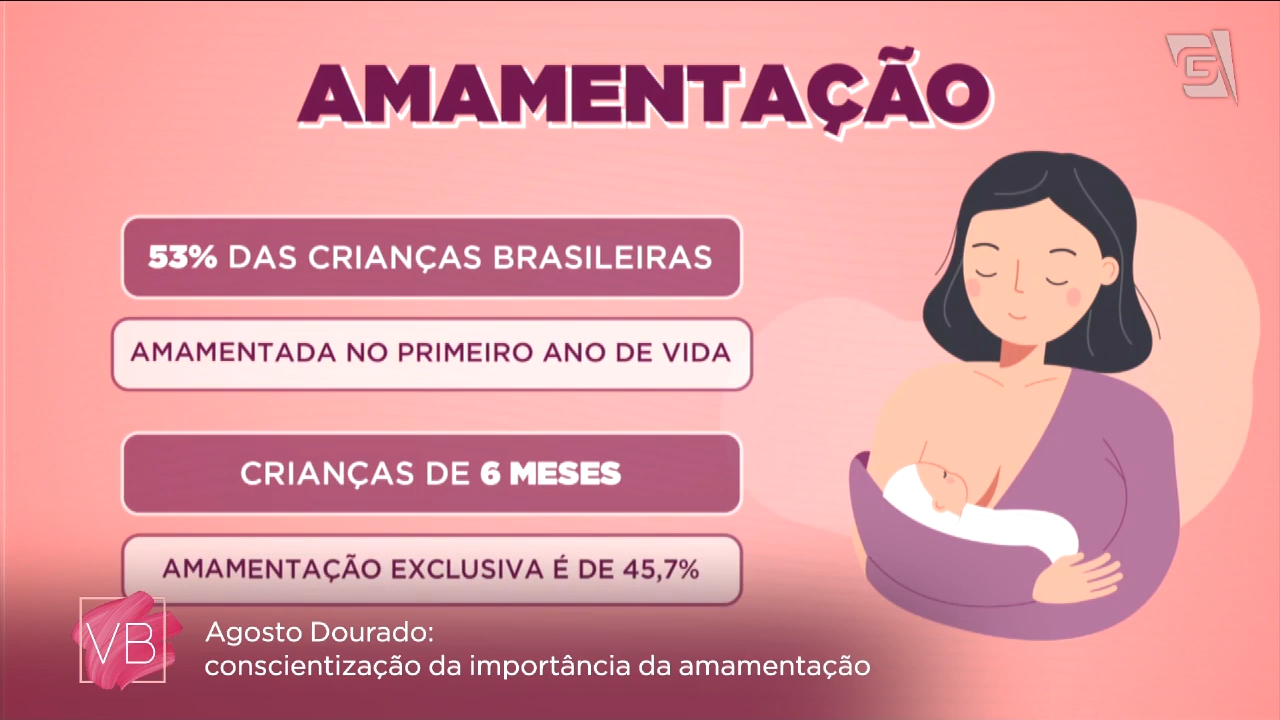 AMAMENTAÇÃO
53% DAS CRIANÇAS BRASILEIRAS
AMAMENTADA NO PRIMEIRO ANO DE VIDA
CRIANÇAS DE 6 MESES
AMAMENTAÇÃO EXCLUSIVA É DE 45,7%
VB
Agosto Dourado:
conscientização da importância da amamentação